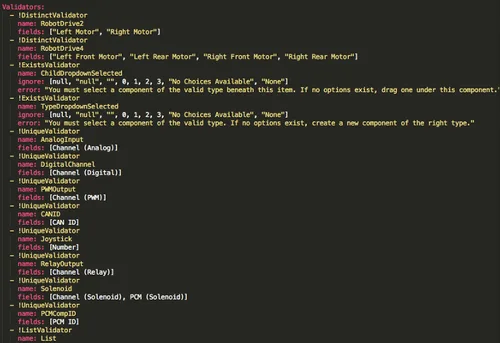 Validators:
- !DistinctValidator
name: RobotDrive2
fields: ["Left Motor", "Right Motor"]
- !DistinctValidator
name: RobotDrive4
fields: ["Left Front Motor", "Left Rear Motor", "Right Front Motor", "Right Rear Motor"]
- !ExistsValidator
name: ChildDropdownSelected
ignore: [null, "null", "", 0, 1, 2, 3, "No Choices Available", "None"]
error: "You must select a component of the valid type beneath this item. If no options exist, drag one under this component."
- !ExistsValidator
name: TypeDropdownSelected
ignore: [null, "null", "", 0, 1, 2, 3, "No Choices Available", "None"]
error: "You must select a component of the valid type. If no options exist, create a new component of the right type."
- !UniqueValidator
name: AnalogInput
fields: [Channel (Analog)]
- !UniqueValidator
name: DigitalChannel
fields: [Channel (Digital)]
- !UniqueValidator
name: PWMOutput
fields: [Channel (PWM)]
- !UniqueValidator
name: CANID
fields: [CAN ID]
- !UniqueValidator
name: Joystick
fields: [Number]
- !UniqueValidator
name: RelayOutput
fields: [Channel (Relay)]
- !UniqueValidator
name: Solenoid
fields: [Channel (Solenoid), PCM (Solenoid)]
- !UniqueValidator
name: PCMCompID
fields: [PCM ID]
- !ListValidator
name: List